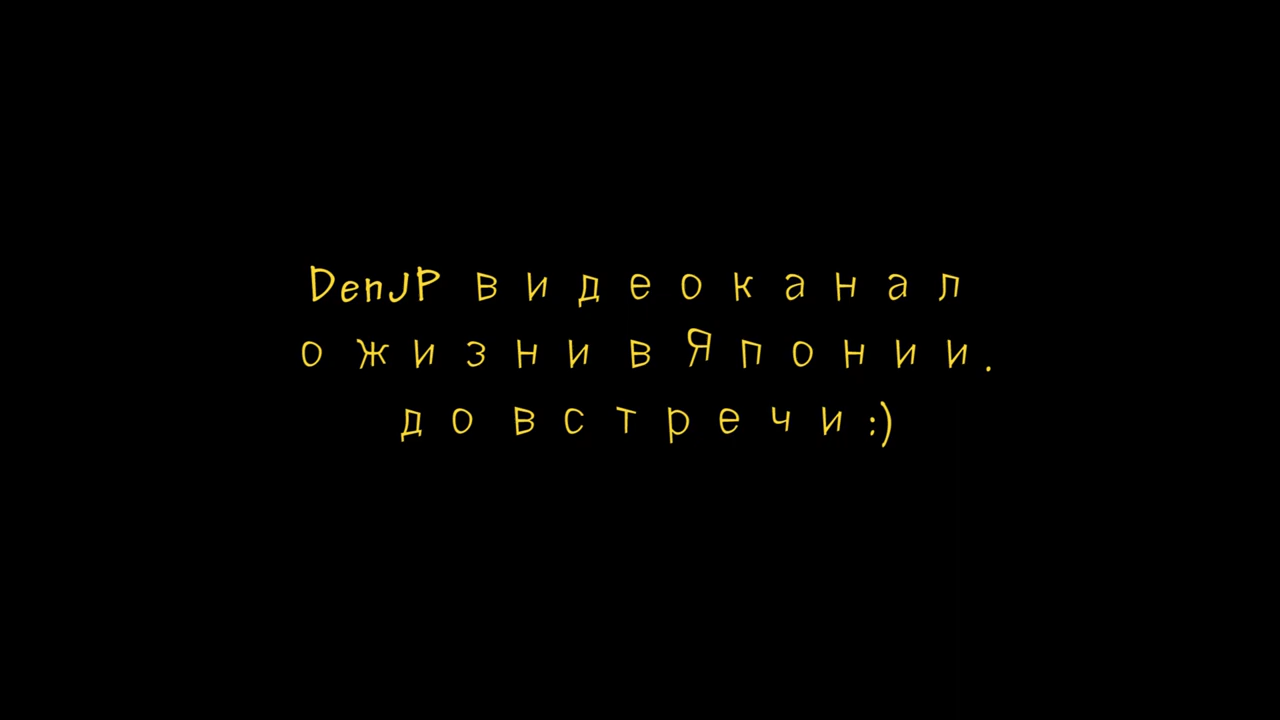 DenJP видеоканал
о жизни в Японии.
до встречи :)